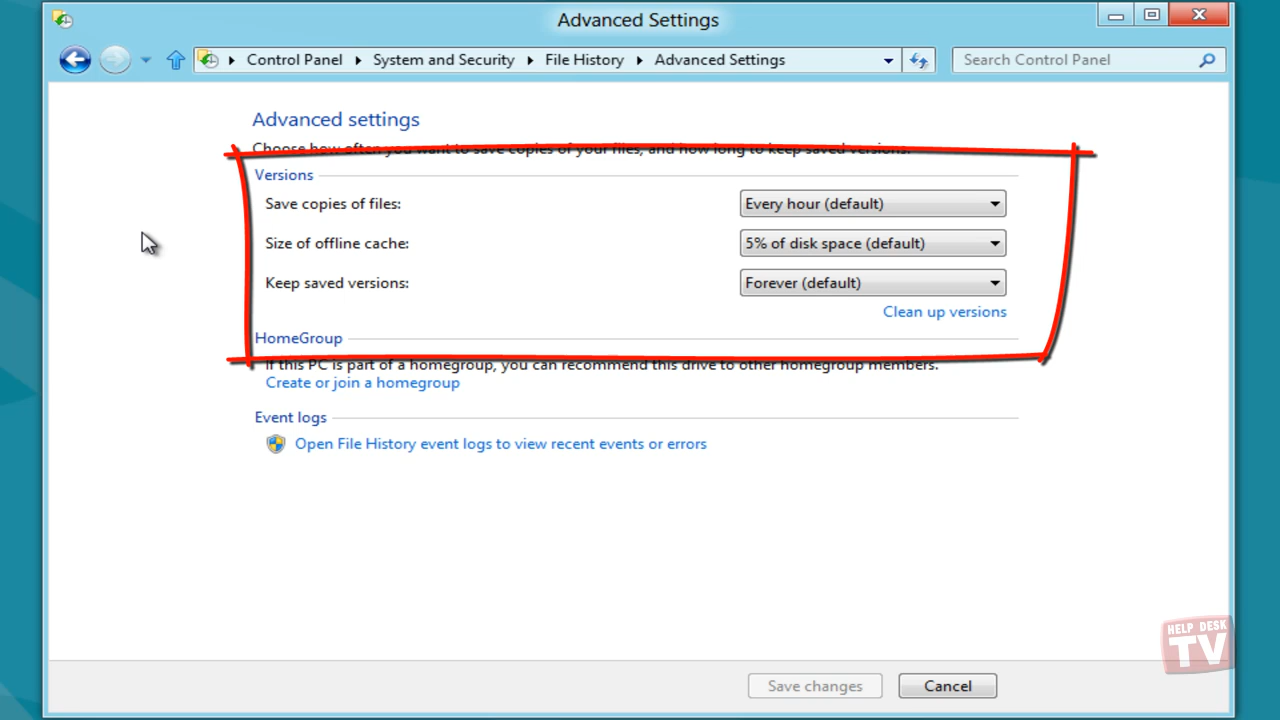 Advanced Settings
Control Panel System and Security File History Advanced Settings
Search Control Panel
Advanced settings
Choose how often you want to save copies of your files, and how long to keep saved versions.
Versions
Save copies of files: Every hour (default)
Size of offline cache: 5% of disk space (default)
Keep saved versions: Forever (default)
Clean up versions
HomeGroup
If this PC is part of a homegroup, you can recommend this drive to other homegroup members.
Create or join a homegroup
Event logs
Open File History event logs to view recent events or errors
HELP DESK
TV
Save changes Cancel